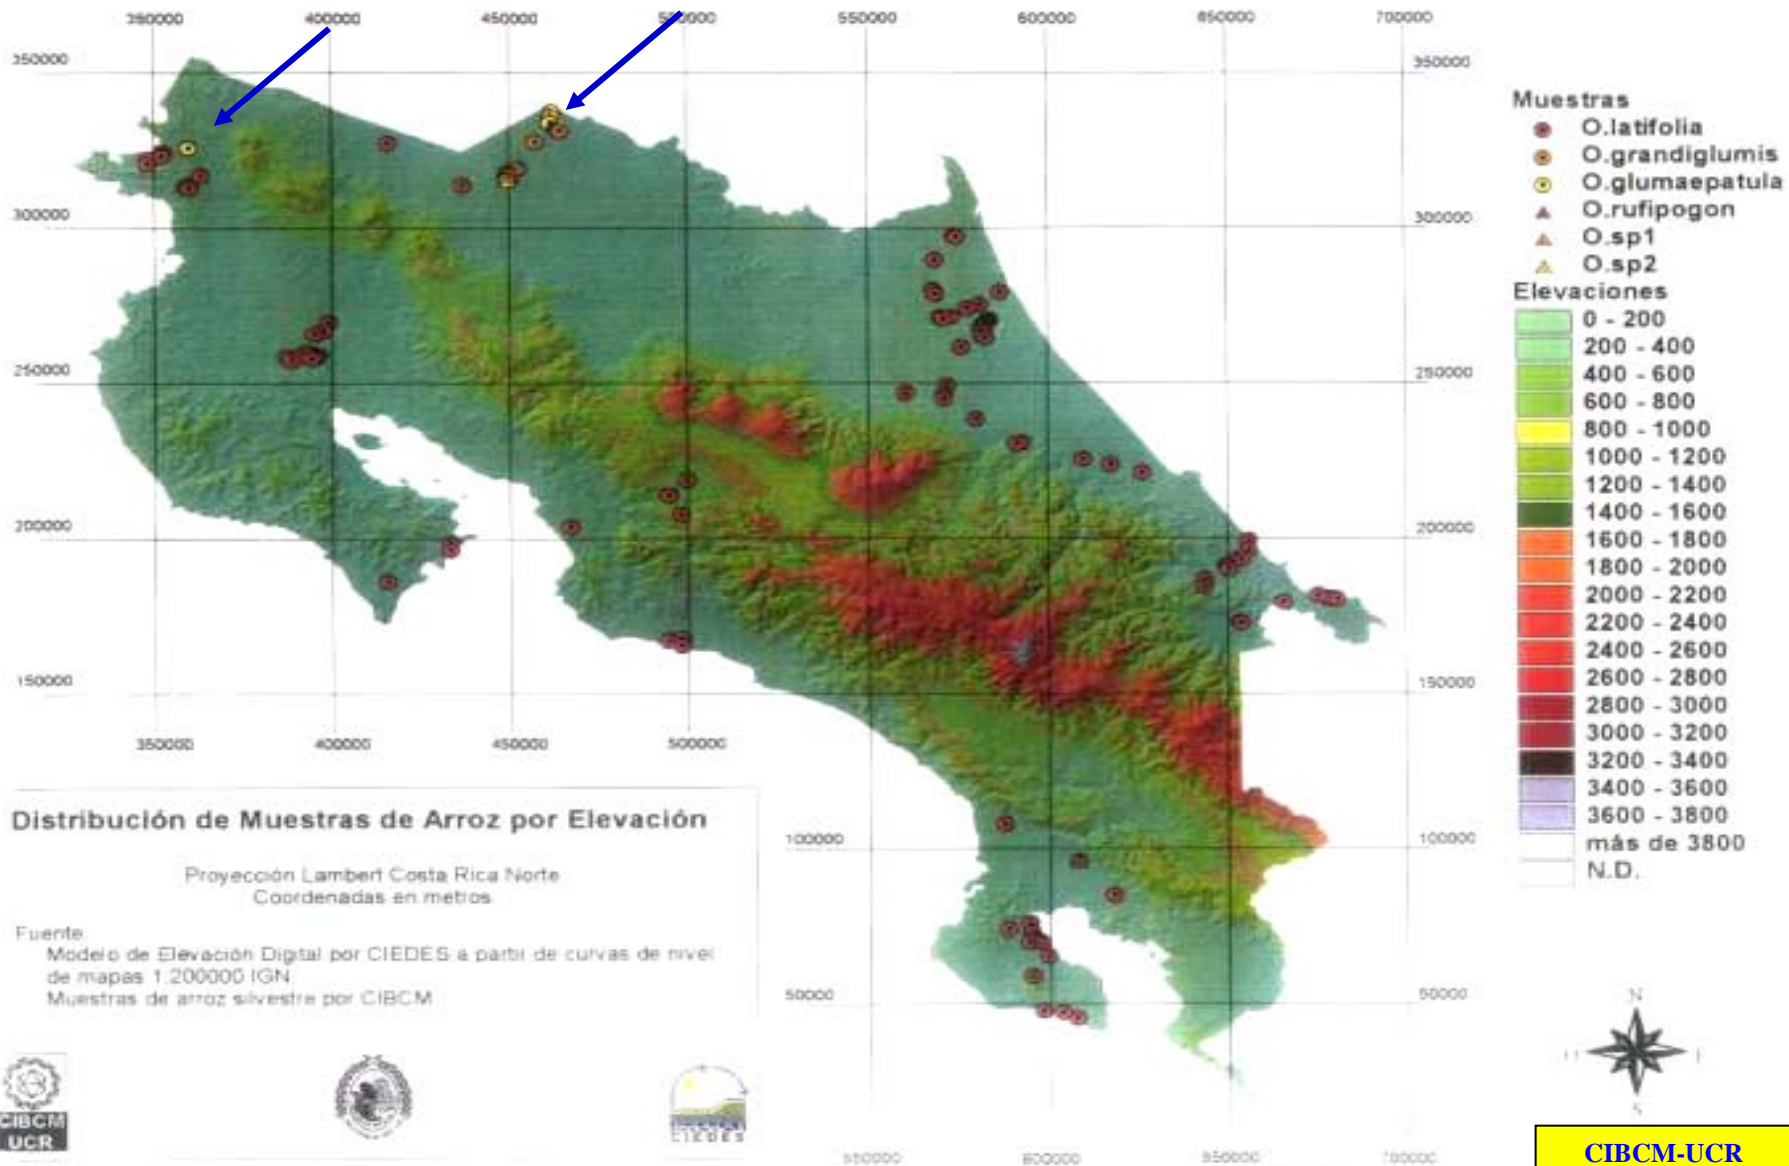 350000 400000 450000 500000 550000 600000 650000 700000
350000 350000
300000 300000
250000 250000
200000 200000
150000 150000
350000 400000 450000 500000
100000 100000
50000 50000
550000 600000 650000 700000
Muestras
O.latifolia
O.grandiglumis
O.glumaepatula
O.rufipogon
O.sp1
O.sp2
Elevaciones
0 - 200
200 - 400
400 - 600
600 - 800
800 - 1000
1000 - 1200
1200 - 1400
1400 - 1600
1600 - 1800
1800 - 2000
2000 - 2200
2200 - 2400
2400 - 2600
2600 - 2800
2800 - 3000
3000 - 3200
3200 - 3400
3400 - 3600
3600 - 3800
más de 3800
N.D.
Distribución de Muestras de Arroz por Elevación
Proyección Lambert Costa Rica Norte
Coordenadas en metros
Fuente
Modelo de Elevación Digital por CIEDES a partir de curvas de nivel
de mapas 1:200000 IGN
Muestras de arroz silvestre por CIBCM
CIBCM
UCR
CIEDES
N
S
CIBCM-UCR